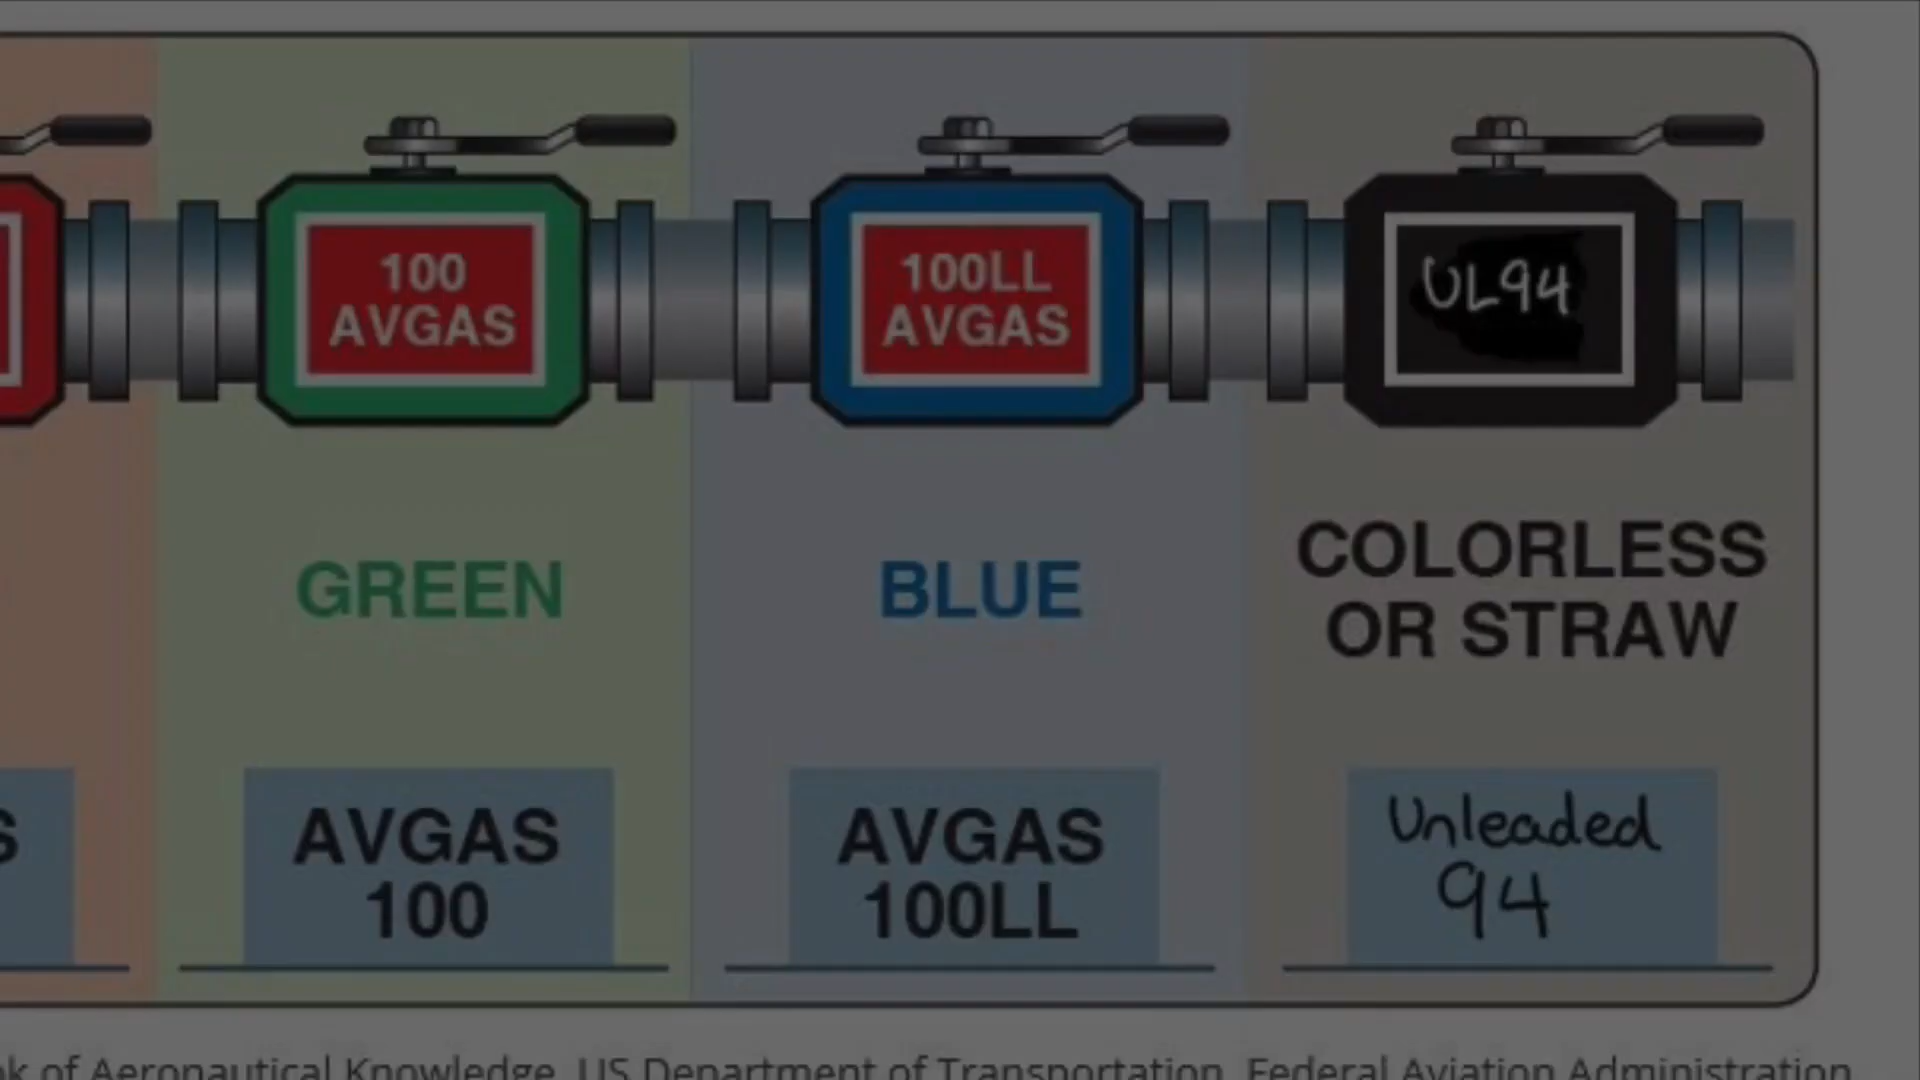 100
AVGAS
100LL
AVGAS
UL94
GREEN
BLUE
COLORLESS
OR STRAW
S
AVGAS
100
AVGAS
100LL
Unleaded
94
of Aeronautical Knowledge, US Department of Transportation, Federal Aviation Administration